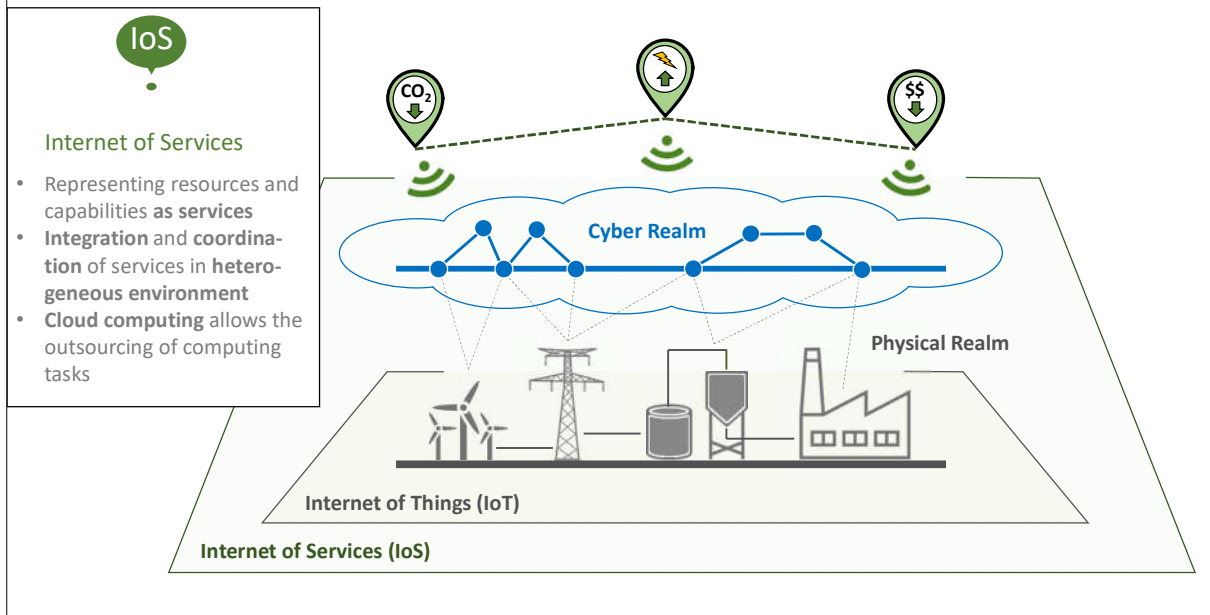 IoS
Internet of Services
• Representing resources and
capabilities as services
• Integration and coordina-
tion of services in hetero-
geneous environment
• Cloud computing allows the
outsourcing of computing
tasks
CO₂
$$
Cyber Realm
Physical Realm
Internet of Things (IoT)
Internet of Services (IoS)